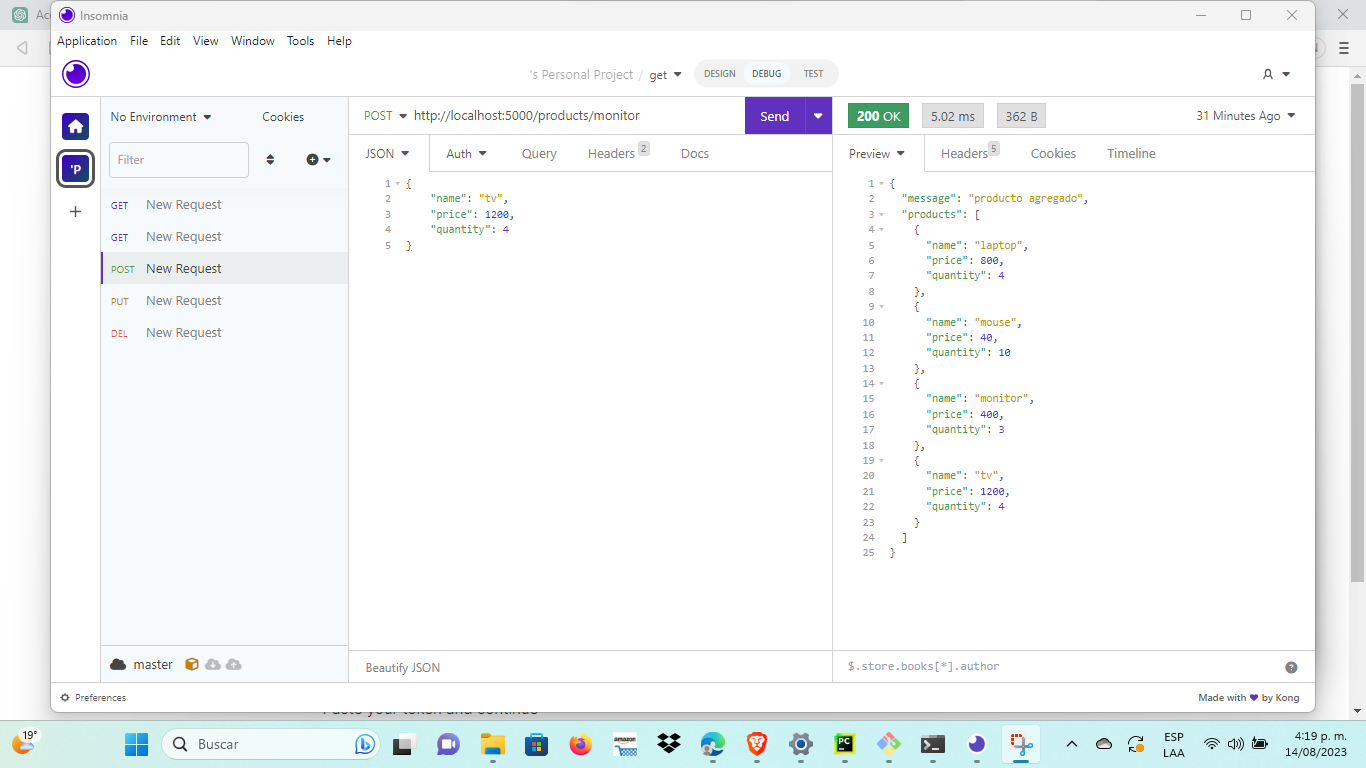 Insomnia
Application File Edit View Window Tools Help
's Personal Project / get
DESIGN DEBUG TEST
No Environment Cookies
Filter
'P
GET New Request
GET New Request
POST New Request
PUT New Request
DEL New Request
master
POST http://localhost:5000/products/monitor Send
JSON Auth Query Headers 2 Docs
1 {
2 "name": "tv",
3 "price": 1200,
4 "quantity": 4
5 }
Beautify JSON
200 OK 5.02 ms 362 B 31 Minutes Ago
Preview Headers 5 Cookies Timeline
1 {
2 "message": "producto agregado",
3 "products": [
4 {
5 "name": "laptop",
6 "price": 800,
7 "quantity": 4
8 },
9 {
10 "name": "mouse",
11 "price": 40,
12 "quantity": 10
13 },
14 {
15 "name": "monitor",
16 "price": 400,
17 "quantity": 3
18 },
19 {
20 "name": "tv",
21 "price": 1200,
22 "quantity": 4
23 }
24 ]
25 }
$.store.books[*].author
Preferences
Made with ❤ by Kong
19°
Buscar
amazon
PC
ESP
LAA
4:19 p. m.
14/08/2023